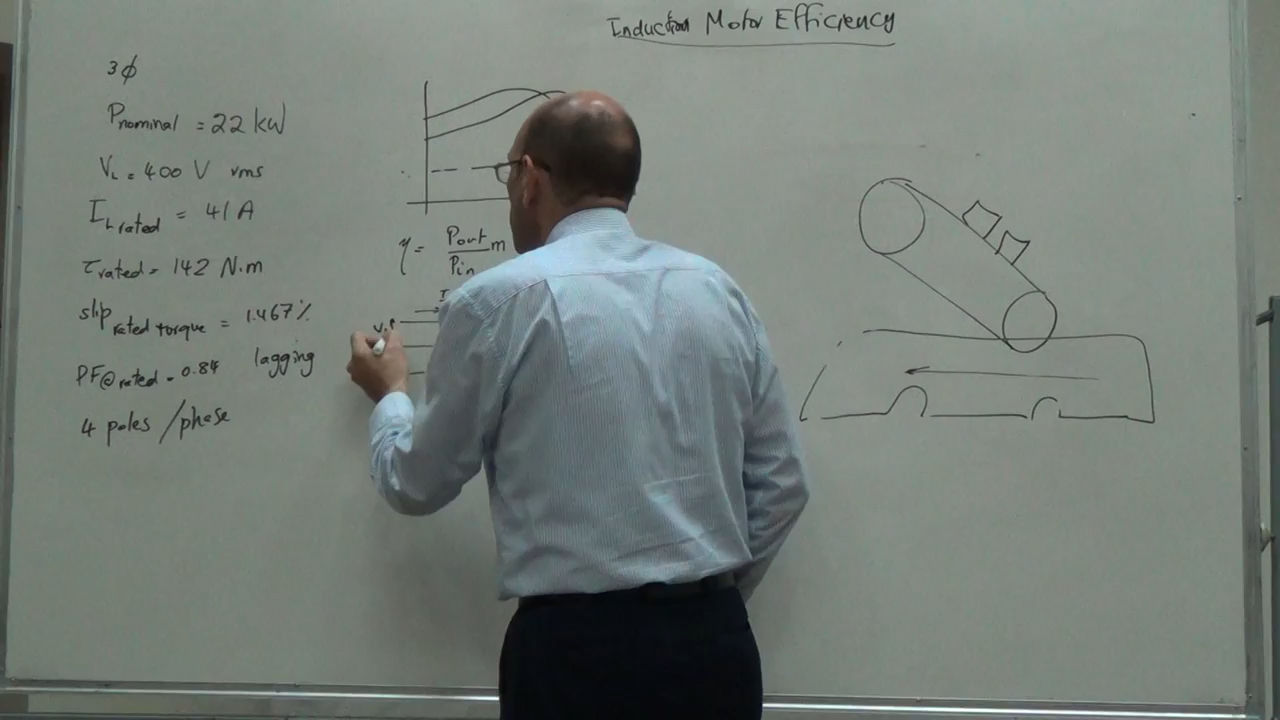 Induction Motor Efficiency
3φ
Pnominal = 22 kW
VL = 400 V rms
IL rated = 41 A
τrated = 142 N.m
slip rated torque = 1.467%
PF@rated = 0.84 lagging
4 poles /phase
η = Pout m
Pin
I